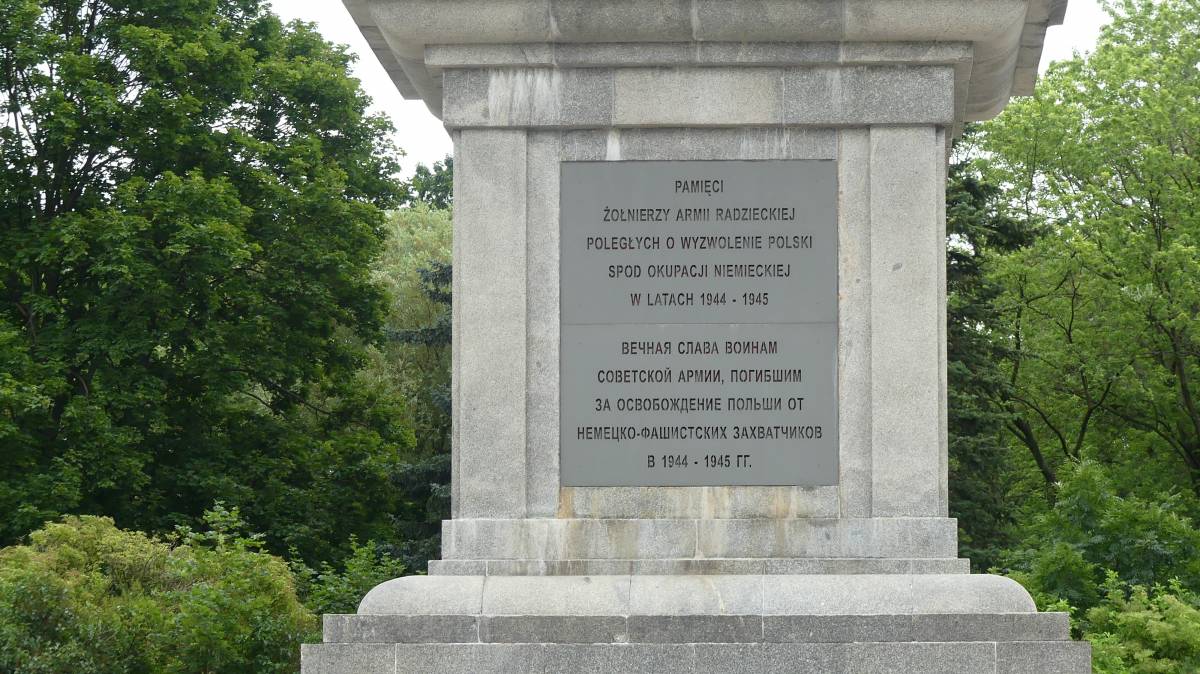 PAMIĘCI
ŻOŁNIERZY ARMII RADZIECKIEJ
POLEGŁYCH O WYZWOLENIE POLSKI
SPOD OKUPACJI NIEMIECKIEJ
W LATACH 1944 - 1945
ВЕЧНАЯ СЛАВА ВОИНАМ
СОВЕТСКОЙ АРМИИ, ПОГИБШИМ
ЗА ОСВОБОЖДЕНИЕ ПОЛЬШИ ОТ
НЕМЕЦКО-ФАШИСТСКИХ ЗАХВАТЧИКОВ
В 1944 - 1945 ГГ.